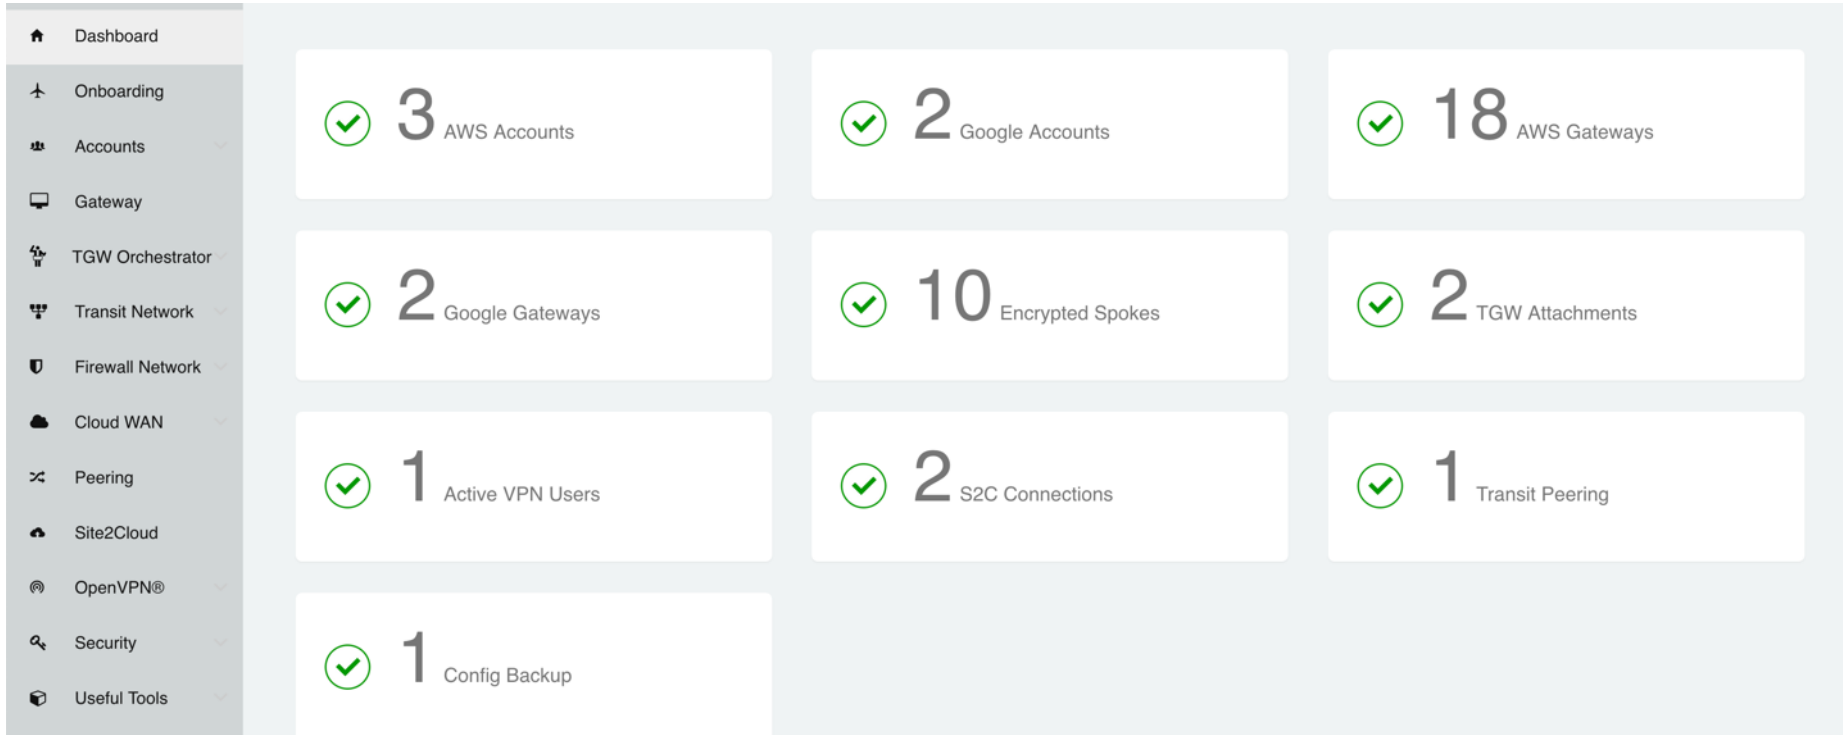 Dashboard
Onboarding
Accounts
Gateway
TGW Orchestrator
Transit Network
Firewall Network
Cloud WAN
Peering
Site2Cloud
OpenVPN®
Security
Useful Tools
3 AWS Accounts
2 Google Accounts
18 AWS Gateways
2 Google Gateways
10 Encrypted Spokes
2 TGW Attachments
1 Active VPN Users
2 S2C Connections
1 Transit Peering
1 Config Backup